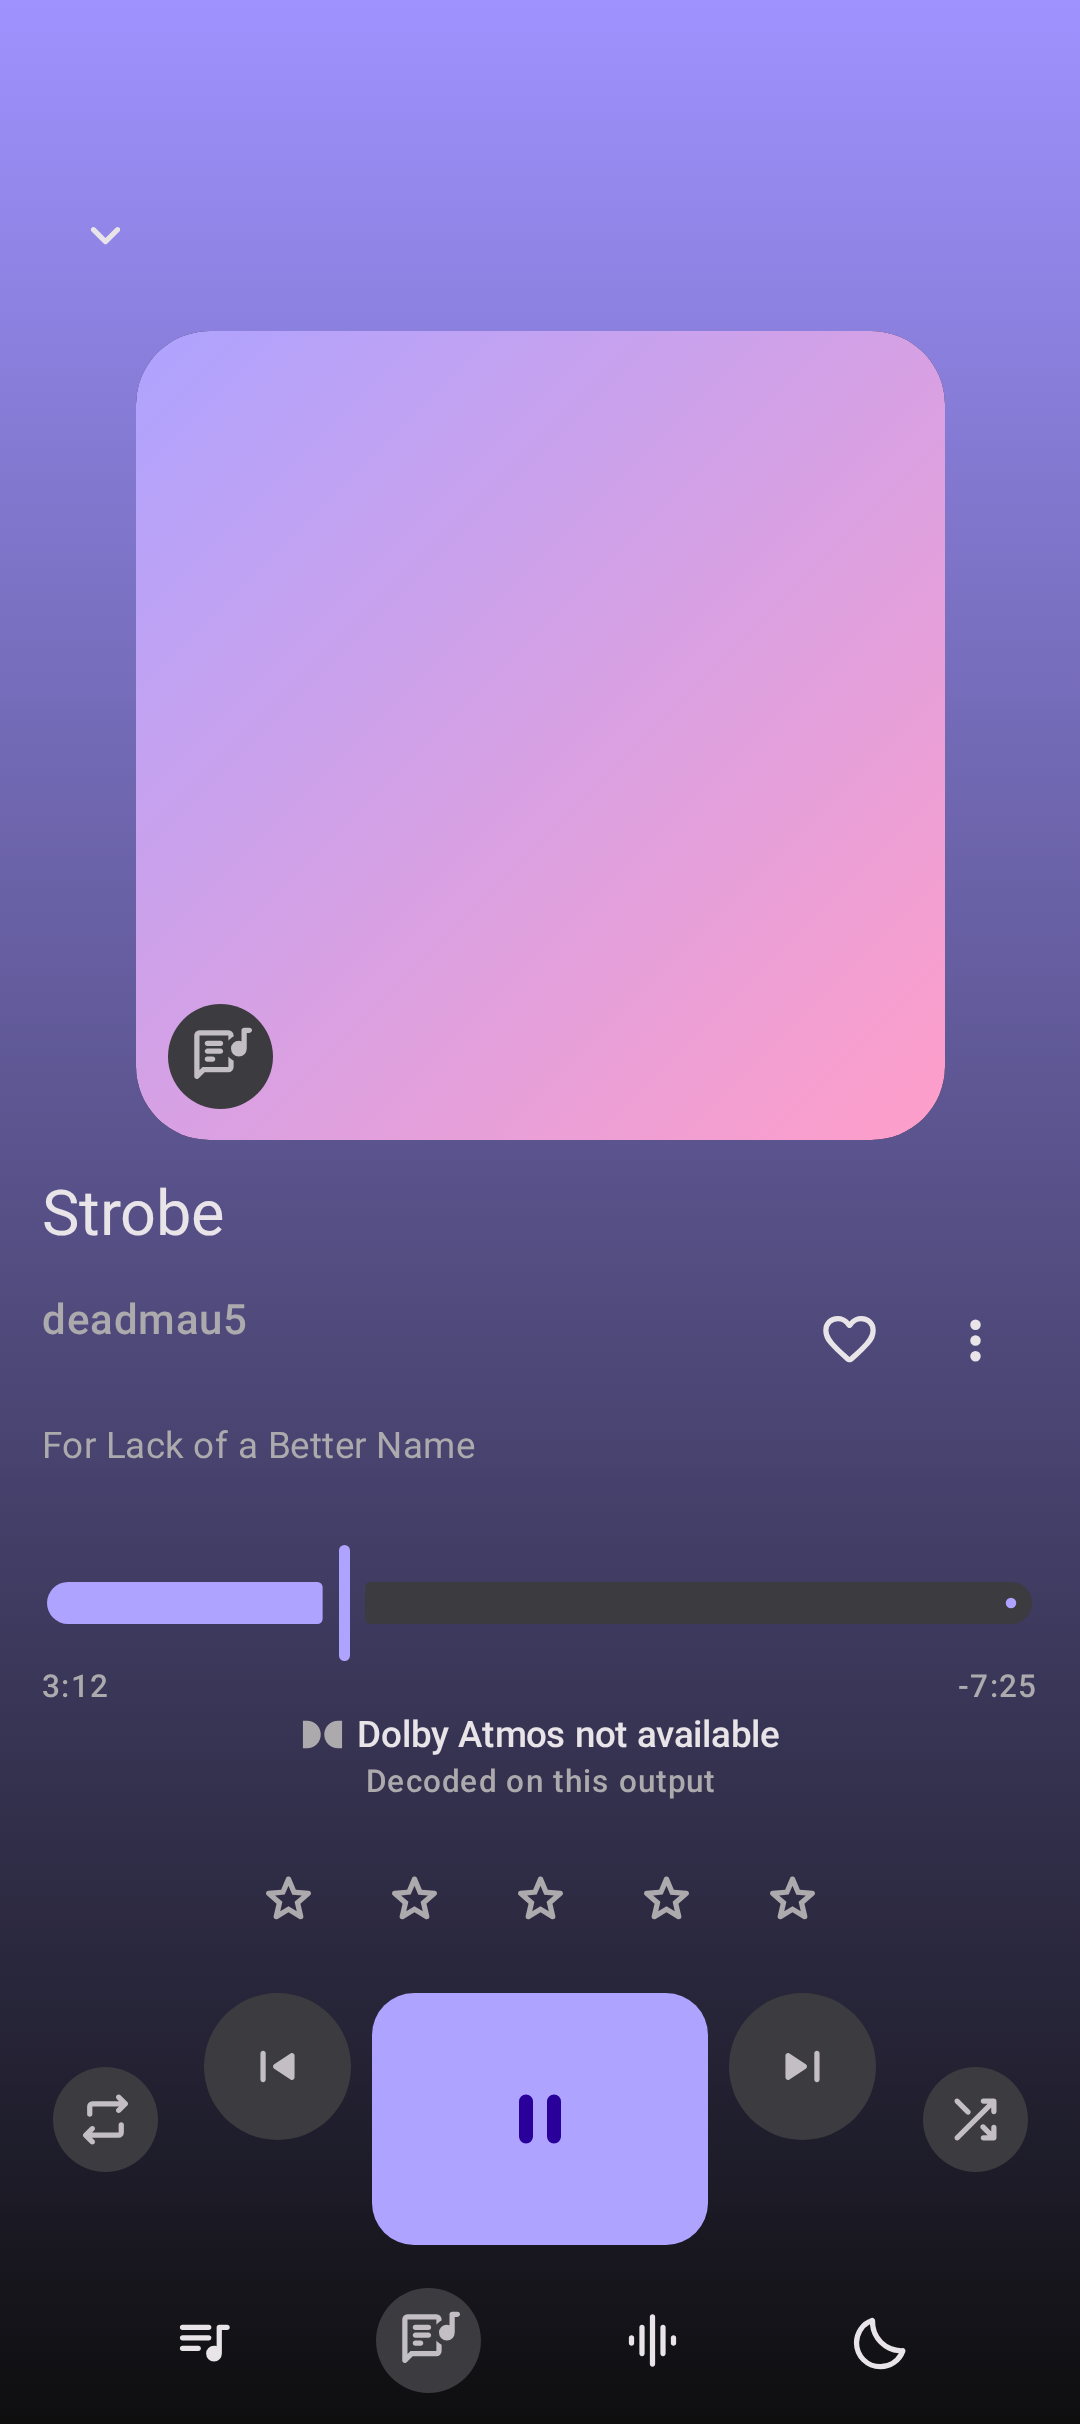 Strobe
deadmau5
For Lack of a Better Name
3:12
-7:25
Dolby Atmos not available
Decoded on this output